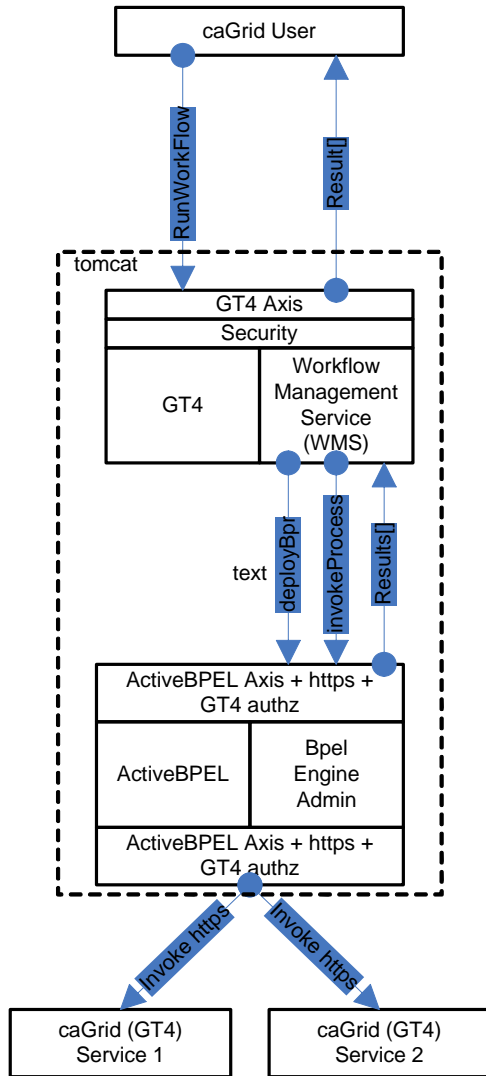 caGrid User
RunWorkFlow
Result[]
tomcat
GT4 Axis
Security
GT4
Workflow
Management
Service
(WMS)
text
deployBpr
invokeProcess
Results[]
ActiveBPEL Axis + https +
GT4 authz
ActiveBPEL
Bpel
Engine
Admin
ActiveBPEL Axis + https +
GT4 authz
Invoke https
Invoke https
caGrid (GT4)
Service 1
caGrid (GT4)
Service 2